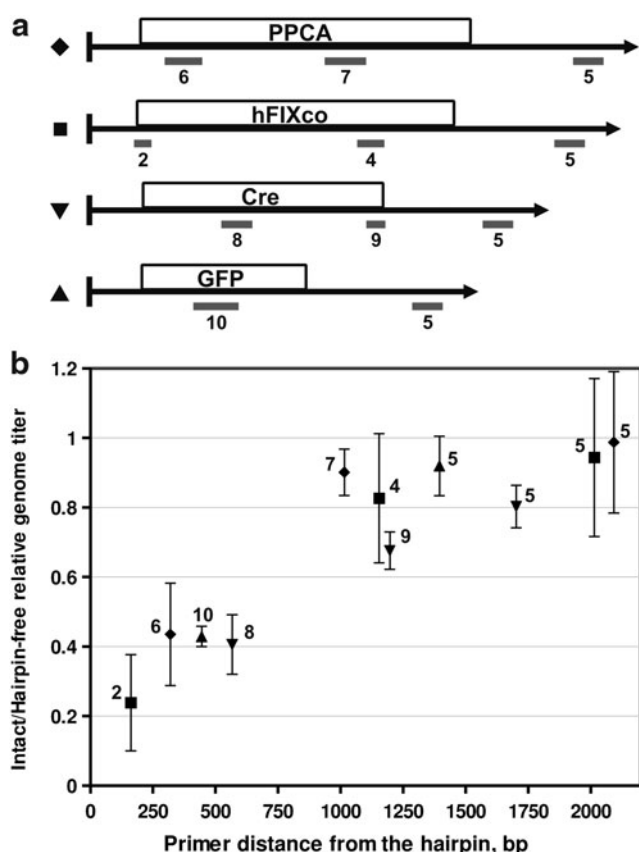 a
PPCA
6 7 5
hFIXco
2 4 5
Cre
8 9 5
GFP
10 5
b
Intact/Hairpin-free relative genome titer
1.2
1
0.8
0.6
0.4
0.2
0
2
6
10
8
7
4
9
5
5
5
5
0 250 500 750 1000 1250 1500 1750 2000
Primer distance from the hairpin, bp